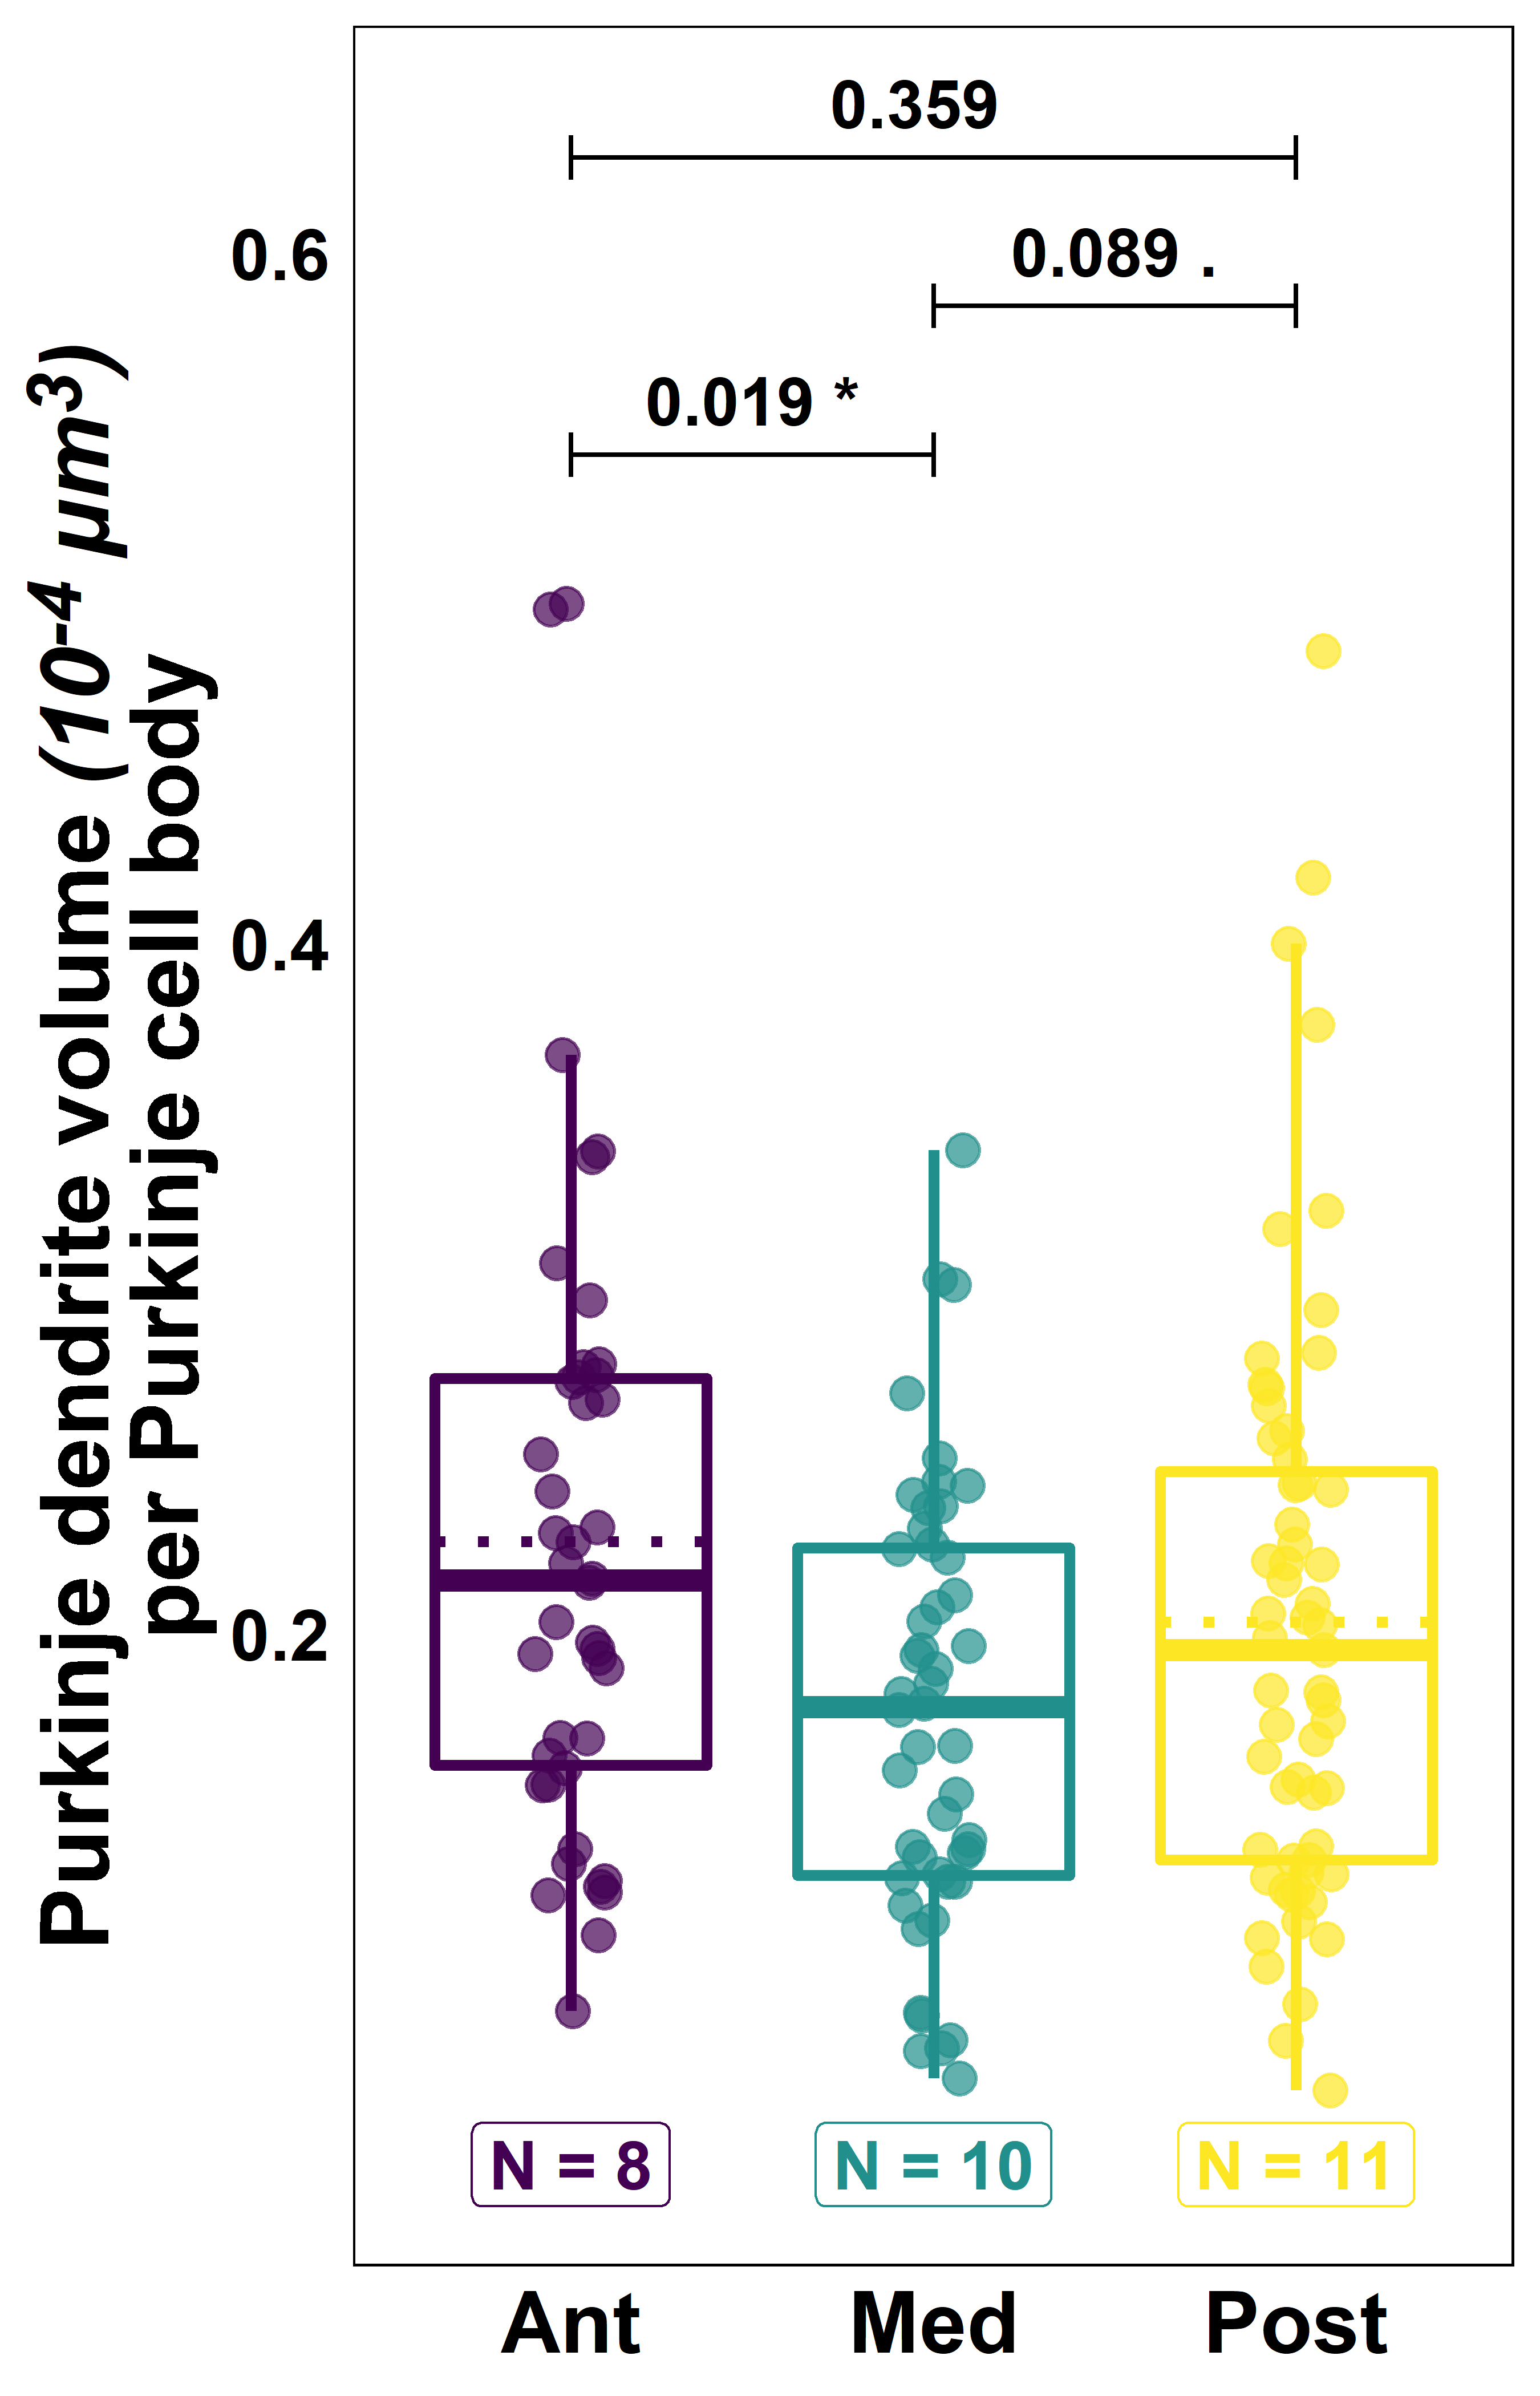 Purkinje dendrite volume (10⁻⁴ µm³)
per Purkinje cell body
0.6
0.4
0.2
0.359
0.089 .
0.019 *
N = 8
N = 10
N = 11
Ant
Med
Post